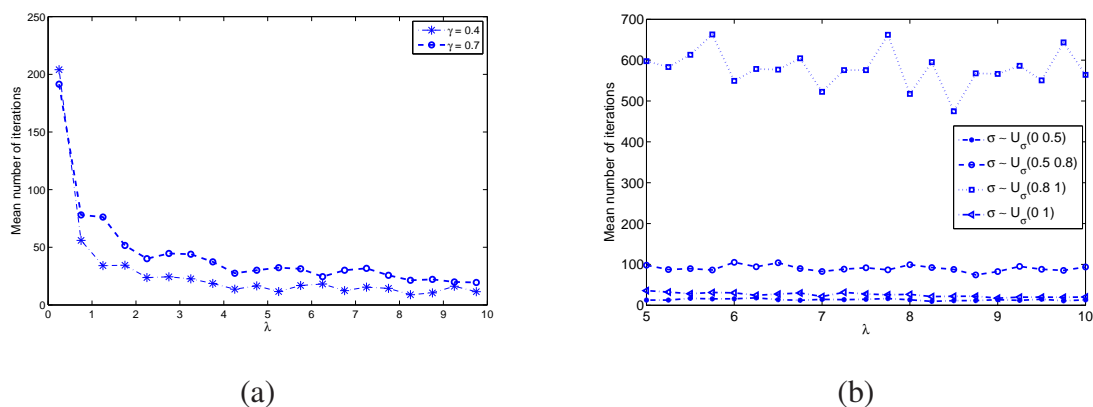 250
200
150
100
50
0
Mean number of iterations
0 1 2 3 4 5 6 7 8 9 10
λ
γ = 0.4
γ = 0.7
(a)
700
600
500
400
300
200
100
0
Mean number of iterations
5 6 7 8 9 10
λ
σ ~ Uσ(0 0.5)
σ ~ Uσ(0.5 0.8)
σ ~ Uσ(0.8 1)
σ ~ Uσ(0 1)
(b)